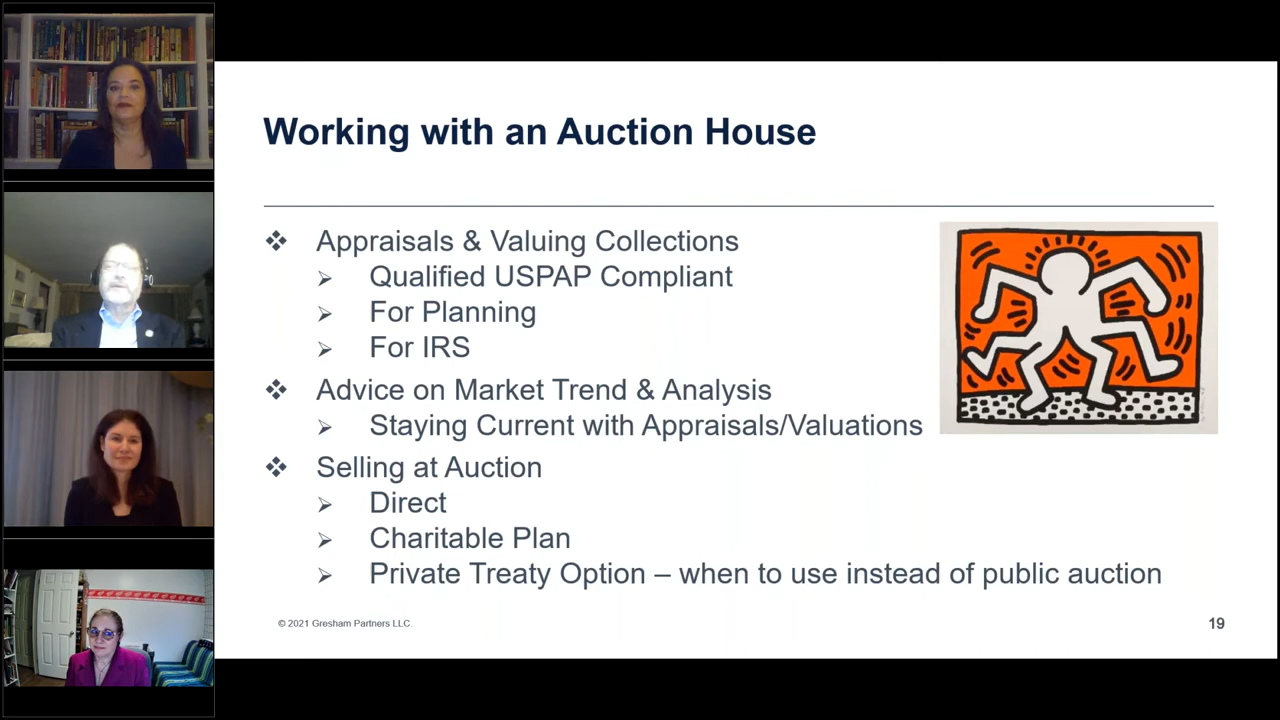 Working with an Auction House
❖ Appraisals & Valuing Collections
➢ Qualified USPAP Compliant
➢ For Planning
➢ For IRS
❖ Advice on Market Trend & Analysis
➢ Staying Current with Appraisals/Valuations
❖ Selling at Auction
➢ Direct
➢ Charitable Plan
➢ Private Treaty Option – when to use instead of public auction
© 2021 Gresham Partners LLC.
19